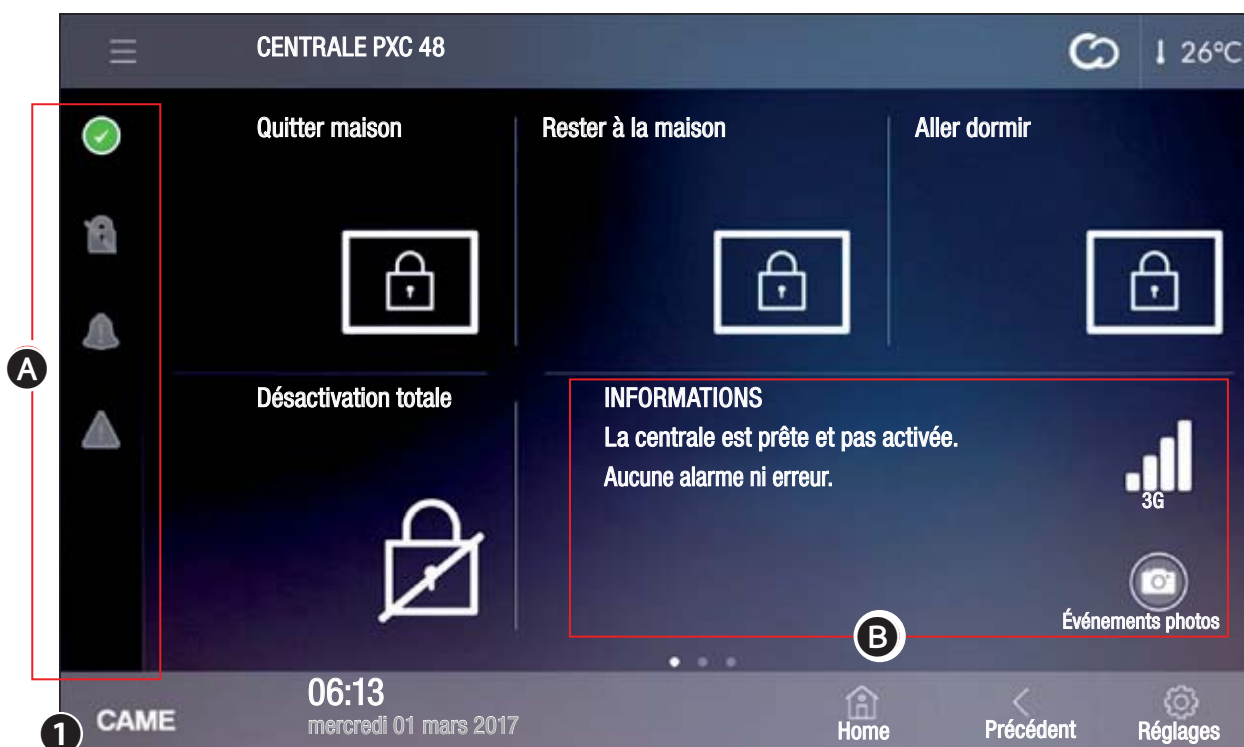 CENTRALE PXC 48
26°C
Quitter maison
Rester à la maison
Aller dormir
A
Désactivation totale
INFORMATIONS
La centrale est prête et pas activée.
Aucune alarme ni erreur.
3G
Événements photos
B
06:13
mercredi 01 mars 2017
1
CAME
Home
Précédent
Réglages